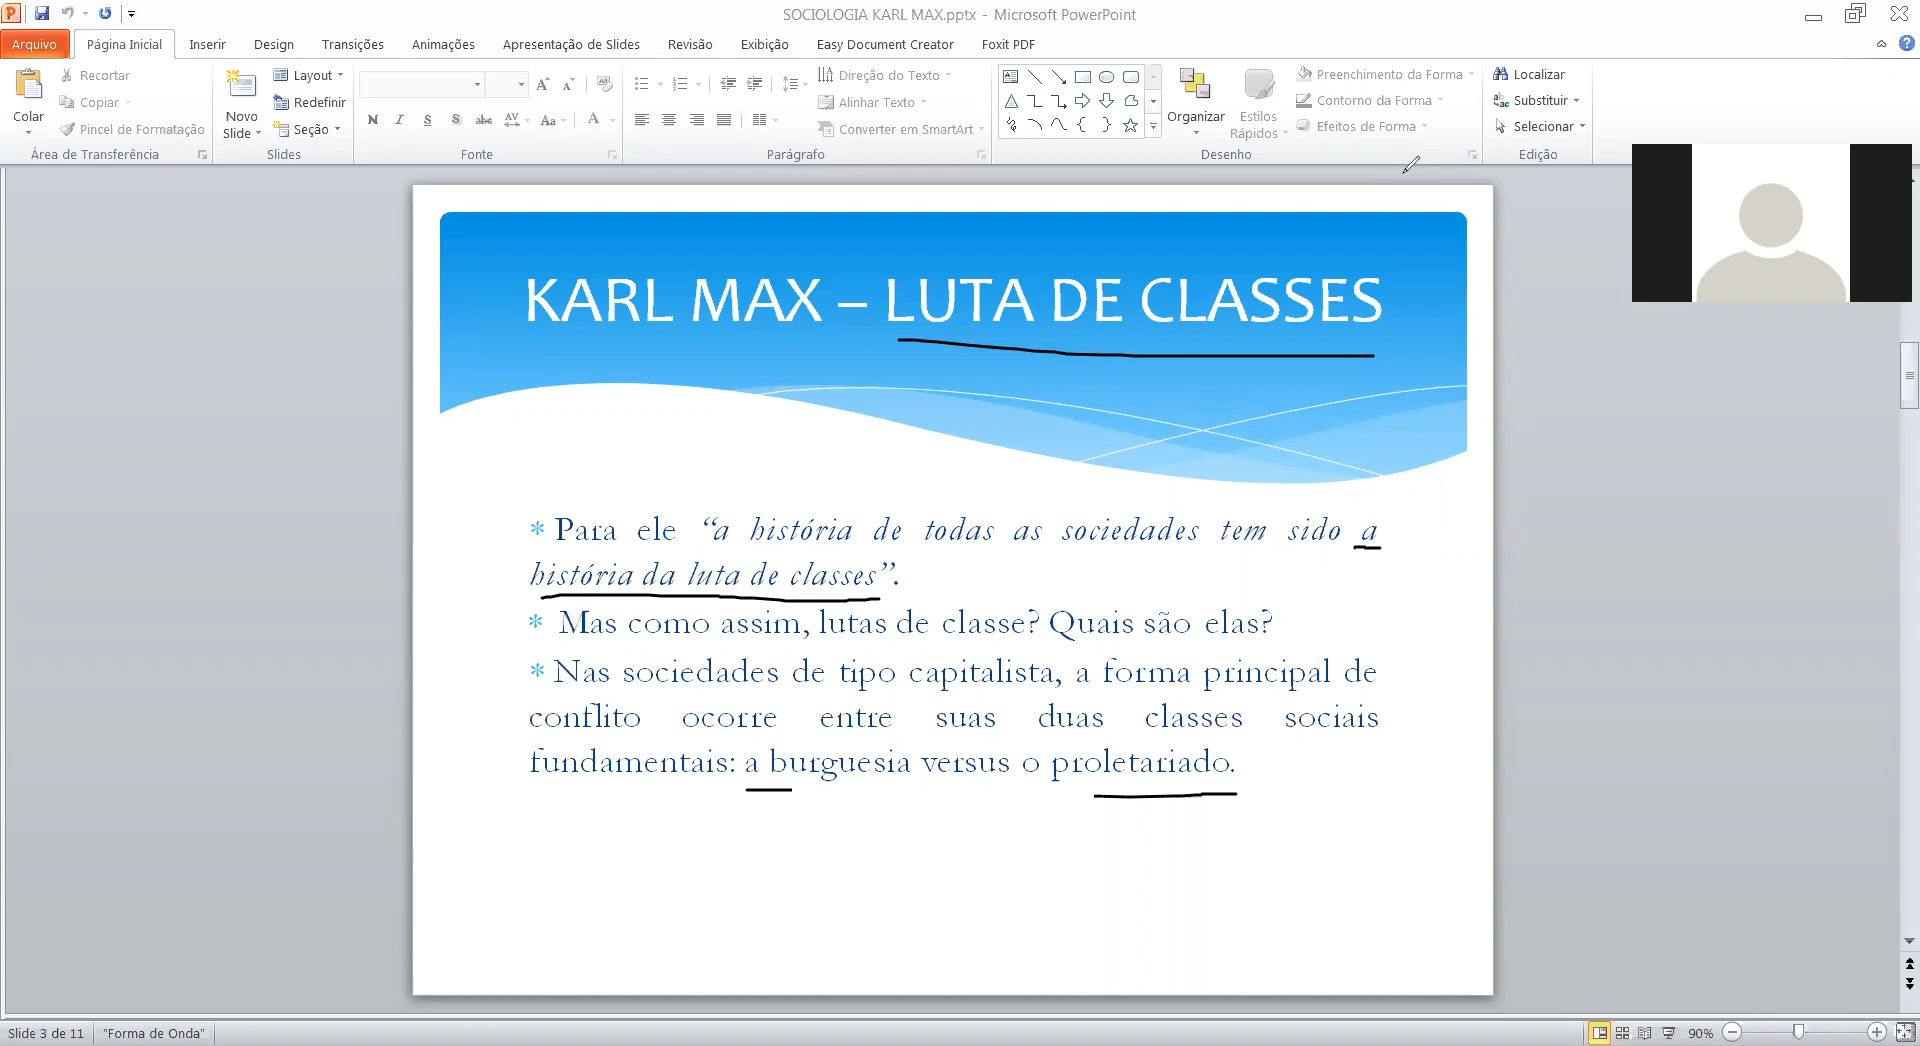 SOCIOLOGIA KARL MAX.pptx - Microsoft PowerPoint
Arquivo Página Inicial Inserir Design Transições Animações Apresentação de Slides Revisão Exibição Easy Document Creator Foxit PDF
Colar
Recortar
Copiar
Pincel de Formatação
Área de Transferência
Novo
Slide
Layout
Redefinir
Seção
Slides
N I S S abc AV Aa A
Fonte
Direção do Texto
Alinhar Texto
Converter em SmartArt
Parágrafo
Organizar
Estilos
Rápidos
Preenchimento da Forma
Contorno da Forma
Efeitos de Forma
Desenho
Localizar
Substituir
Selecionar
Edição
KARL MAX – LUTA DE CLASSES
* Para ele “a história de todas as sociedades tem sido a
história da luta de classes”.
* Mas como assim, lutas de classe? Quais são elas?
* Nas sociedades de tipo capitalista, a forma principal de
conflito ocorre entre suas duas classes sociais
fundamentais: a burguesia versus o proletariado.
Slide 3 de 11 "Forma de Onda" 90%